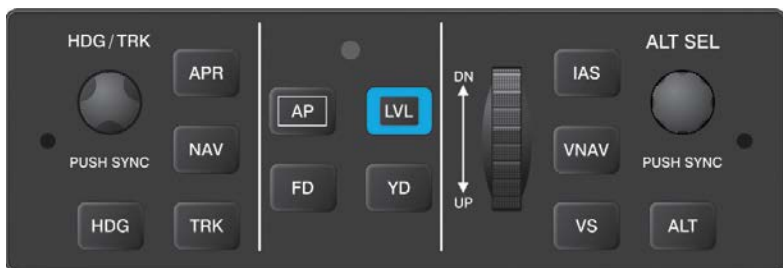 HDG / TRK
APR
NAV
PUSH SYNC
HDG
TRK
AP
LVL
FD
YD
DN
UP
IAS
VNAV
VS
ALT SEL
PUSH SYNC
ALT